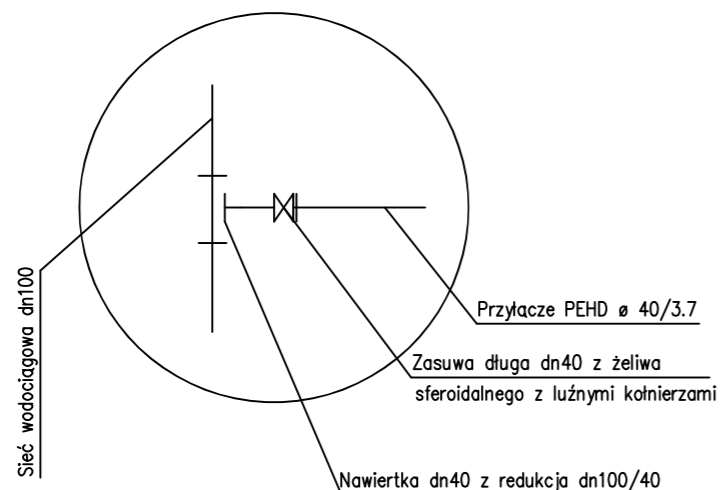 Sieć wodociągowa dn100
Przyłącze PEHD ø 40/3.7
Zasuwa długa dn40 z żeliwa
sferoidalnego z luźnymi kołnierzami
Nawiertka dn40 z redukcja dn100/40